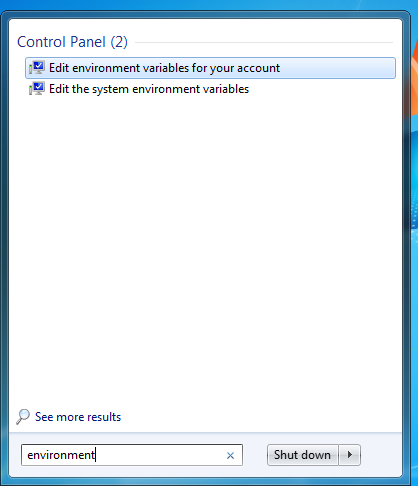 Control Panel (2)
Edit environment variables for your account
Edit the system environment variables
See more results
environment
Shut down